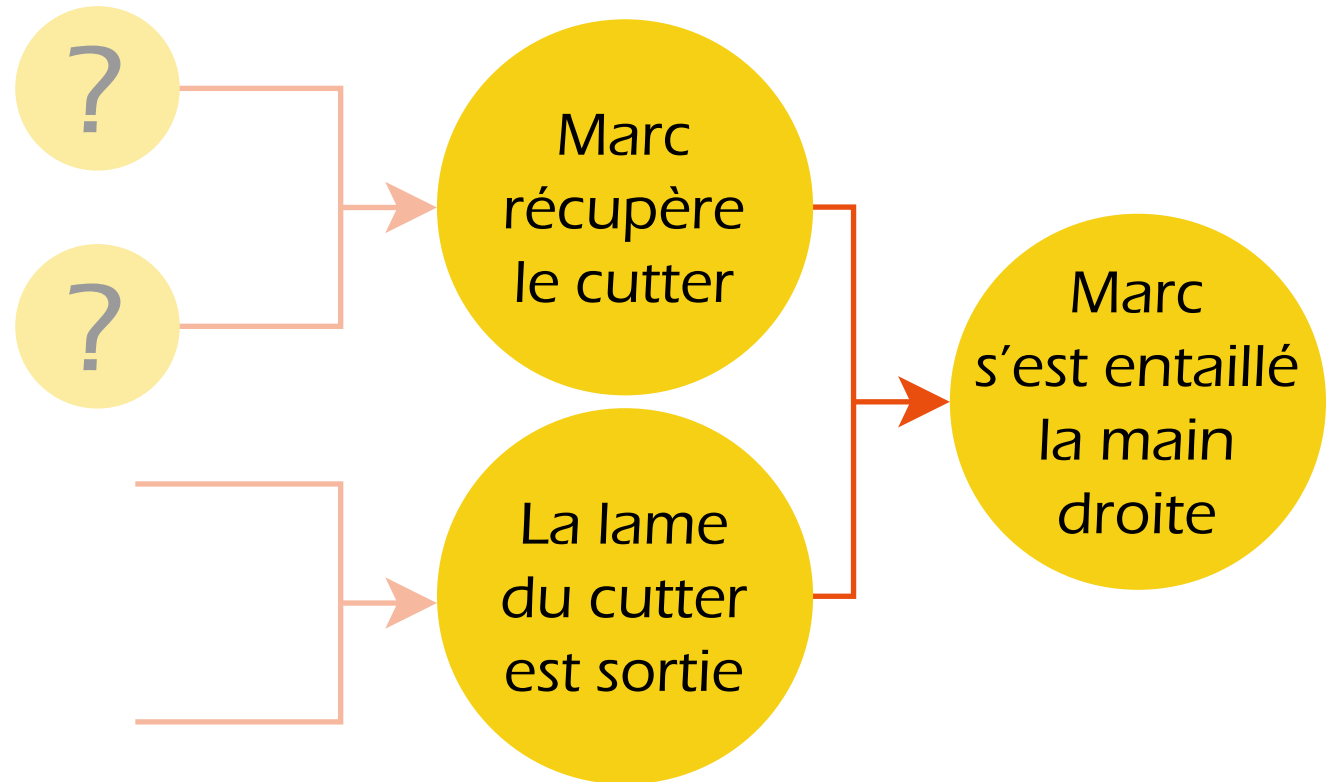 ?
?
Marc
récupère
le cutter
La lame
du cutter
est sortie
Marc
s’est entaillé
la main
droite